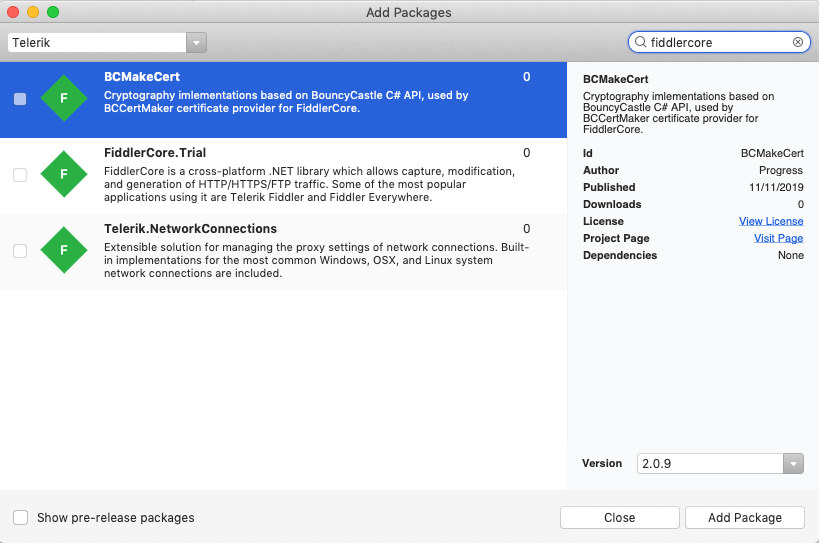 Add Packages
Telerik
fiddlercore
BCMakeCert 0
Cryptography imlementations based on BouncyCastle C# API, used by
BCCertMaker certificate provider for FiddlerCore.
F
FiddlerCore.Trial 0
FiddlerCore is a cross-platform .NET library which allows capture, modification,
and generation of HTTP/HTTPS/FTP traffic. Some of the most popular
applications using it are Telerik Fiddler and Fiddler Everywhere.
F
Telerik.NetworkConnections 0
Extensible solution for managing the proxy settings of network connections. Built-
in implementations for the most common Windows, OSX, and Linux system
network connections are included.
F
BCMakeCert
Cryptography imlementations based on
BouncyCastle C# API, used by
BCCertMaker certificate provider for
FiddlerCore.
Id BCMakeCert
Author Progress
Published 11/11/2019
Downloads 0
License View License
Project Page Visit Page
Dependencies None
Version 2.0.9
Show pre-release packages
Close
Add Package